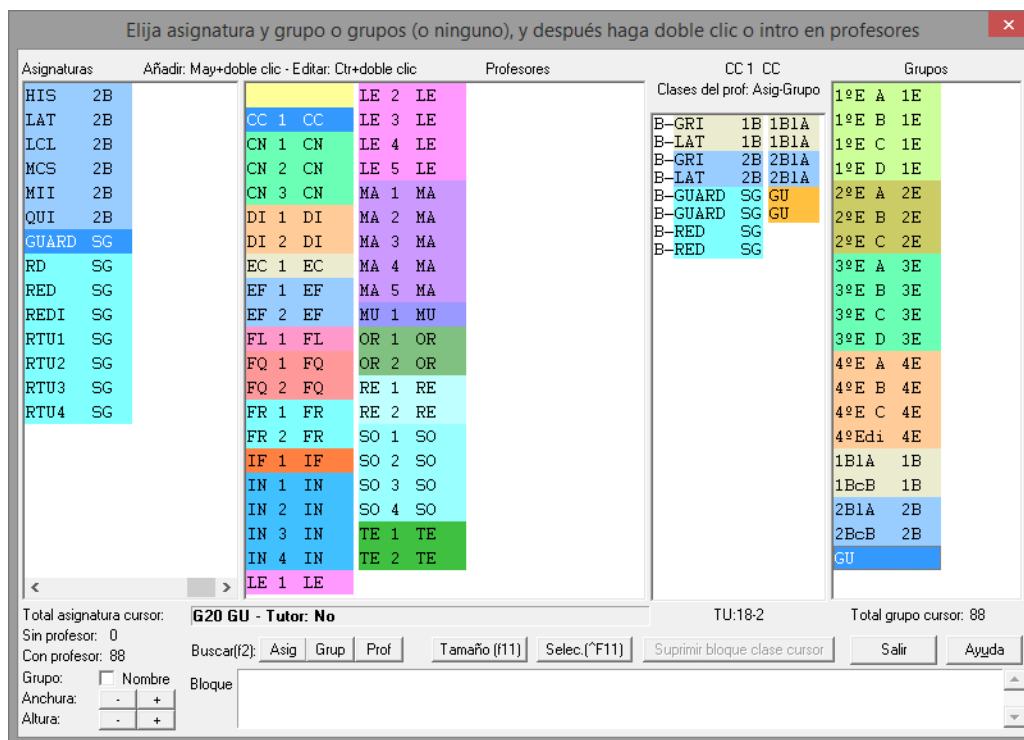 Elija asignatura y grupo o grupos (o ninguno), y después haga doble clic o intro en profesores
Asignaturas Añadir: May+doble clic - Editar: Ctr+doble clic Profesores CC 1 CC Grupos
Clases del prof: Asig-Grupo
HIS 2B
LAT 2B
LCL 2B
MCS 2B
MII 2B
QUI 2B
GUARD SG
RD SG
RED SG
REDI SG
RTU1 SG
RTU2 SG
RTU3 SG
RTU4 SG
CC 1 CC
CN 1 CN
CN 2 CN
CN 3 CN
DI 1 DI
DI 2 DI
EC 1 EC
EF 1 EF
EF 2 EF
FL 1 FL
FQ 1 FQ
FQ 2 FQ
FR 1 FR
FR 2 FR
IF 1 IF
IN 1 IN
IN 2 IN
IN 3 IN
IN 4 IN
LE 1 LE
LE 2 LE
LE 3 LE
LE 4 LE
LE 5 LE
MA 1 MA
MA 2 MA
MA 3 MA
MA 4 MA
MA 5 MA
MU 1 MU
OR 1 OR
OR 2 OR
RE 1 RE
RE 2 RE
SO 1 SO
SO 2 SO
SO 3 SO
SO 4 SO
TE 1 TE
TE 2 TE
B-GRI 1B 1BlA
B-LAT 1B 1BlA
B-GRI 2B 2BlA
B-LAT 2B 2BlA
B-GUARD SG GU
B-GUARD SG GU
B-RED SG
B-RED SG
1ºE A 1E
1ºE B 1E
1ºE C 1E
1ºE D 1E
2ºE A 2E
2ºE B 2E
2ºE C 2E
3ºE A 3E
3ºE B 3E
3ºE C 3E
3ºE D 3E
4ºE A 4E
4ºE B 4E
4ºE C 4E
4ºEdi 4E
1BlA 1B
1BcB 1B
2BlA 2B
2BcB 2B
GU
Total asignatura cursor: G20 GU - Tutor: No TU:18-2 Total grupo cursor: 88
Sin profesor: 0
Con profesor: 88
Buscar(f2): Asig Grup Prof Tamaño (f11) Selec.(^F11) Suprimir bloque clase cursor Salir Ayuda
Grupo: Nombre
Anchura: - +
Altura: - +
Bloque